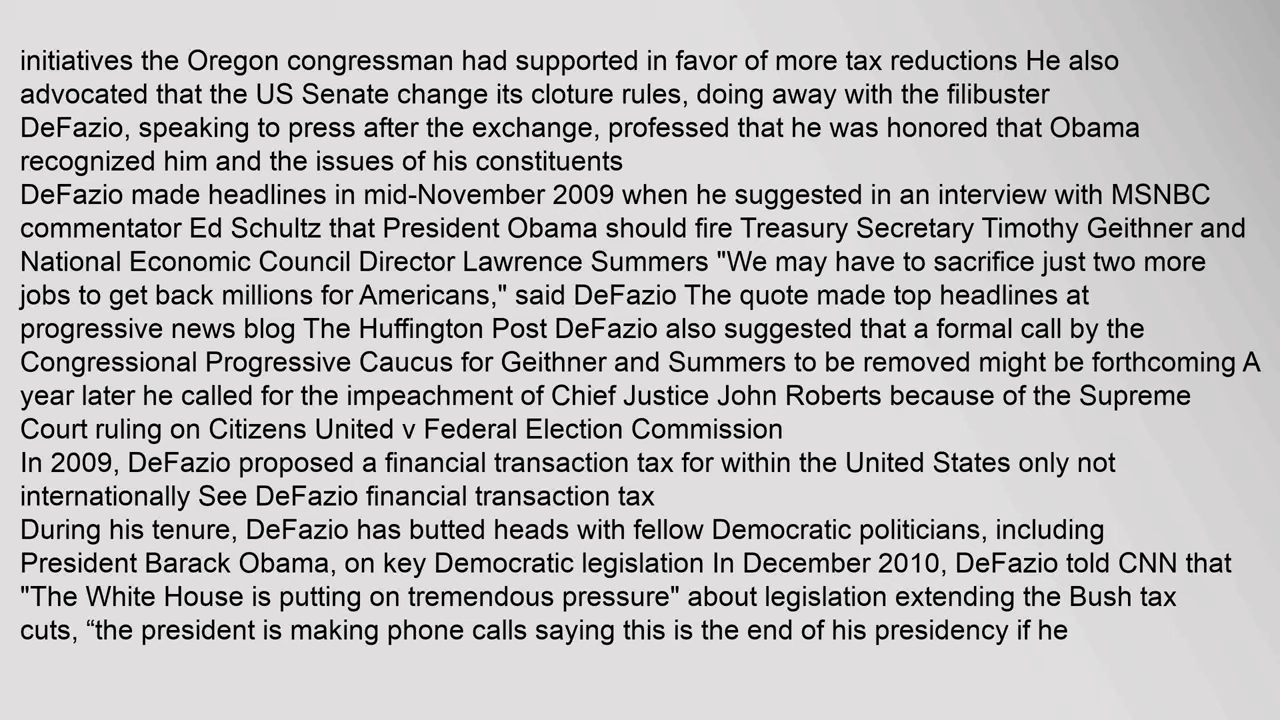 initiatives the Oregon congressman had supported in favor of more tax reductions He also
advocated that the US Senate change its cloture rules, doing away with the filibuster
DeFazio, speaking to press after the exchange, professed that he was honored that Obama
recognized him and the issues of his constituents
DeFazio made headlines in mid-November 2009 when he suggested in an interview with MSNBC
commentator Ed Schultz that President Obama should fire Treasury Secretary Timothy Geithner and
National Economic Council Director Lawrence Summers "We may have to sacrifice just two more
jobs to get back millions for Americans," said DeFazio The quote made top headlines at
progressive news blog The Huffington Post DeFazio also suggested that a formal call by the
Congressional Progressive Caucus for Geithner and Summers to be removed might be forthcoming A
year later he called for the impeachment of Chief Justice John Roberts because of the Supreme
Court ruling on Citizens United v Federal Election Commission
In 2009, DeFazio proposed a financial transaction tax for within the United States only not
internationally See DeFazio financial transaction tax
During his tenure, DeFazio has butted heads with fellow Democratic politicians, including
President Barack Obama, on key Democratic legislation In December 2010, DeFazio told CNN that
"The White House is putting on tremendous pressure" about legislation extending the Bush tax
cuts, “the president is making phone calls saying this is the end of his presidency if he